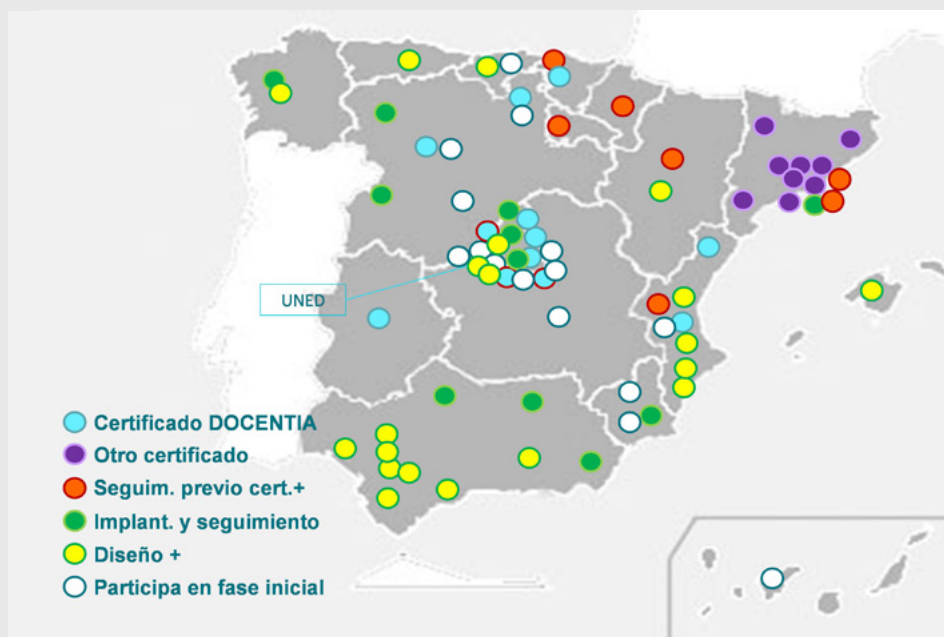 UNED
Certificado DOCENTIA
Otro certificado
Seguim. previo cert.+
Implant. y seguimiento
Diseño +
Participa en fase inicial